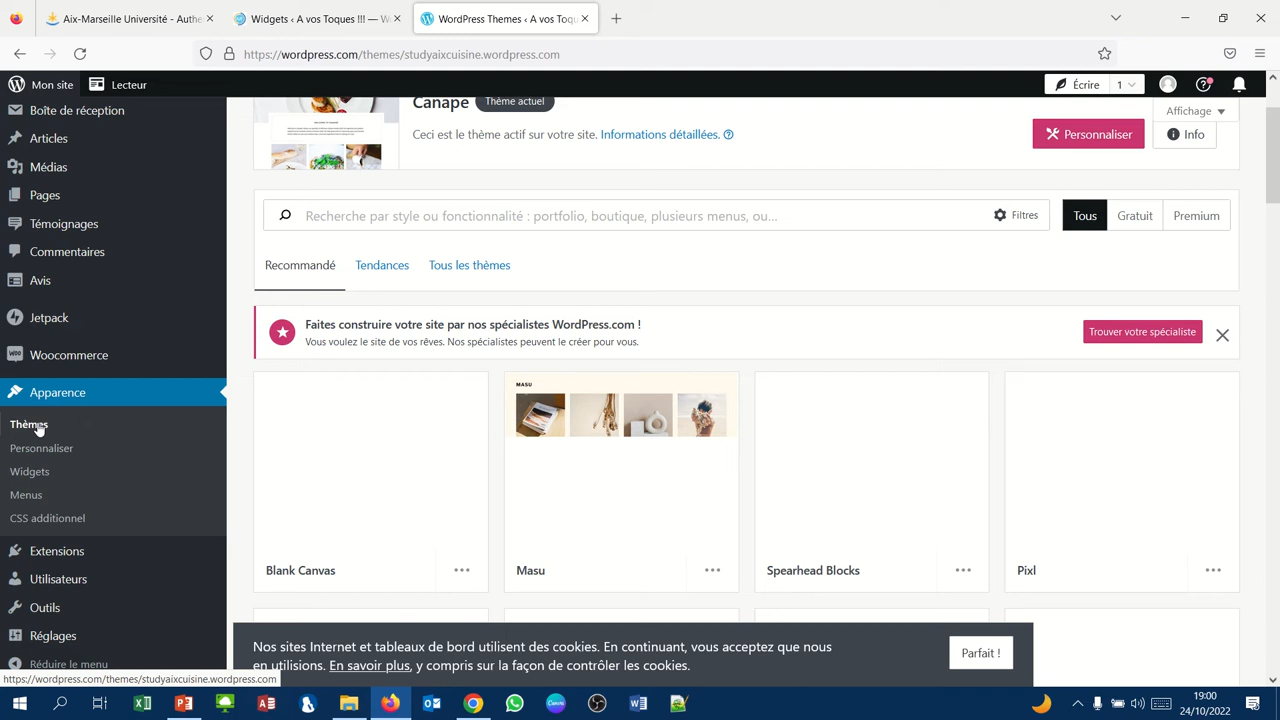 Aix-Marseille Université - Authe
Widgets ‹ A vos Toques !!! — W
WordPress Themes ‹ A vos Toqu
https://wordpress.com/themes/studyaixcuisine.wordpress.com
Mon site
Lecteur
Écrire
1
Boîte de réception
Articles
Médias
Pages
Témoignages
Commentaires
Avis
Jetpack
Woocommerce
Apparence
Thèmes
Personnaliser
Widgets
Menus
CSS additionnel
Extensions
Utilisateurs
Outils
Réglages
Réduire le menu
Canape
Thème actuel
Affichage
Ceci est le thème actif sur votre site. Informations détaillées.
Personnaliser
Info
Recherche par style ou fonctionnalité : portfolio, boutique, plusieurs menus, ou...
Filtres
Tous
Gratuit
Premium
Recommandé
Tendances
Tous les thèmes
Faites construire votre site par nos spécialistes WordPress.com !
Vous voulez le site de vos rêves. Nos spécialistes peuvent le créer pour vous.
Trouver votre spécialiste
MASU
Blank Canvas
Masu
Spearhead Blocks
Pixl
Nos sites Internet et tableaux de bord utilisent des cookies. En continuant, vous acceptez que nous
en utilisions. En savoir plus, y compris sur la façon de contrôler les cookies.
Parfait !
https://wordpress.com/themes/studyaixcuisine.wordpress.com
19:00
24/10/2022